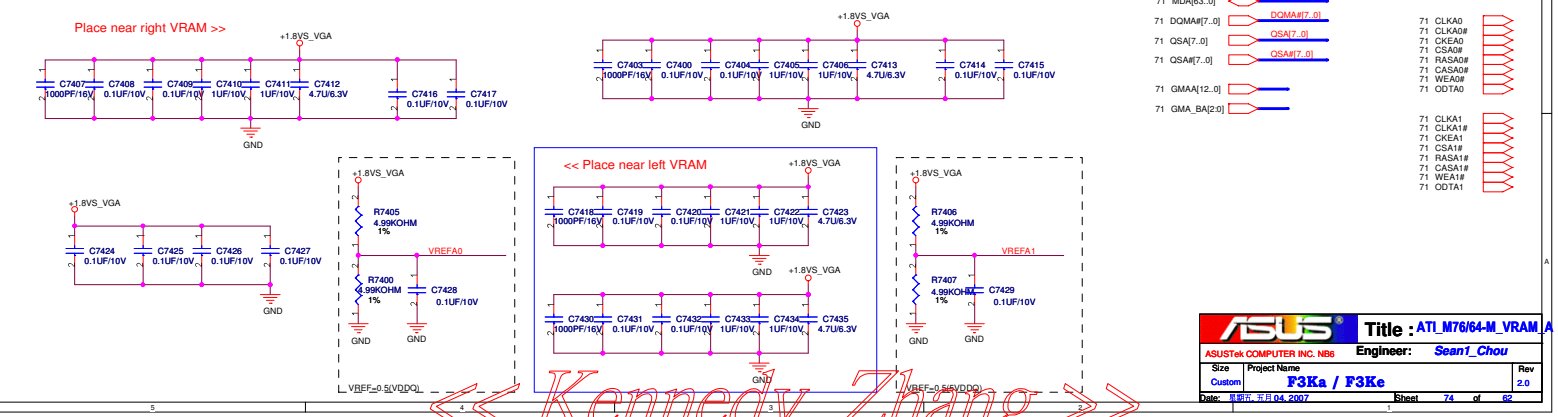 Place near right VRAM >>
+1.8VS_VGA
C7407 1000PF/16V
C7408 0.1UF/10V
C7409 0.1UF/10V
C7410 1UF/10V
C7411 1UF/10V
C7412 4.7U/6.3V
C7416 0.1UF/10V
C7417 0.1UF/10V
GND
+1.8VS_VGA
C7403 1000PF/16V
C7400 0.1UF/10V
C7404 0.1UF/10V
C7405 1UF/10V
C7406 1UF/10V
C7413 4.7U/6.3V
C7414 0.1UF/10V
C7415 0.1UF/10V
GND
71 MDA[63..0]
71 DQMA#[7..0] DQMA#[7..0]
71 QSA[7..0] QSA[7..0]
71 QSA#[7..0] QSA#[7..0]
71 GMAA[12..0]
71 GMA_BA[2:0]
71 CLKA0
71 CLKA0#
71 CKEA0
71 CSA0#
71 RASA0#
71 CASA0#
71 WEA0#
71 ODTA0
71 CLKA1
71 CLKA1#
71 CKEA1
71 CSA1#
71 RASA1#
71 CASA1#
71 WEA1#
71 ODTA1
+1.8VS_VGA
C7424 0.1UF/10V
C7425 0.1UF/10V
C7426 0.1UF/10V
C7427 0.1UF/10V
GND
+1.8VS_VGA
R7405
4.99KOHM
1%
VREFA0
R7400
4.99KOHM
1%
C7428
0.1UF/10V
GND
GND
VREF=0.5(VDDQ)
<< Place near left VRAM
+1.8VS_VGA
C7418 1000PF/16V
C7419 0.1UF/10V
C7420 0.1UF/10V
C7421 1UF/10V
C7422 1UF/10V
C7423 4.7U/6.3V
GND
+1.8VS_VGA
C7430 1000PF/16V
C7431 0.1UF/10V
C7432 0.1UF/10V
C7433 1UF/10V
C7434 1UF/10V
C7435 4.7U/6.3V
GND
+1.8VS_VGA
R7406
4.99KOHM
1%
VREFA1
R7407
4.99KOHM
1%
C7429
0.1UF/10V
GND
GND
VREF=0.5(VDDQ)
<< Kennedy Zhang >>
A
ASUS
Title : ATI_M76/64-M_VRAM_A
ASUSTek COMPUTER INC. NB6
Engineer: Sean1_Chou
Size Project Name Rev
Custom F3Ka / F3Ke 2.0
Date: 星期五, 五月 04, 2007 Sheet 74 of 62
5 4 3 2 1